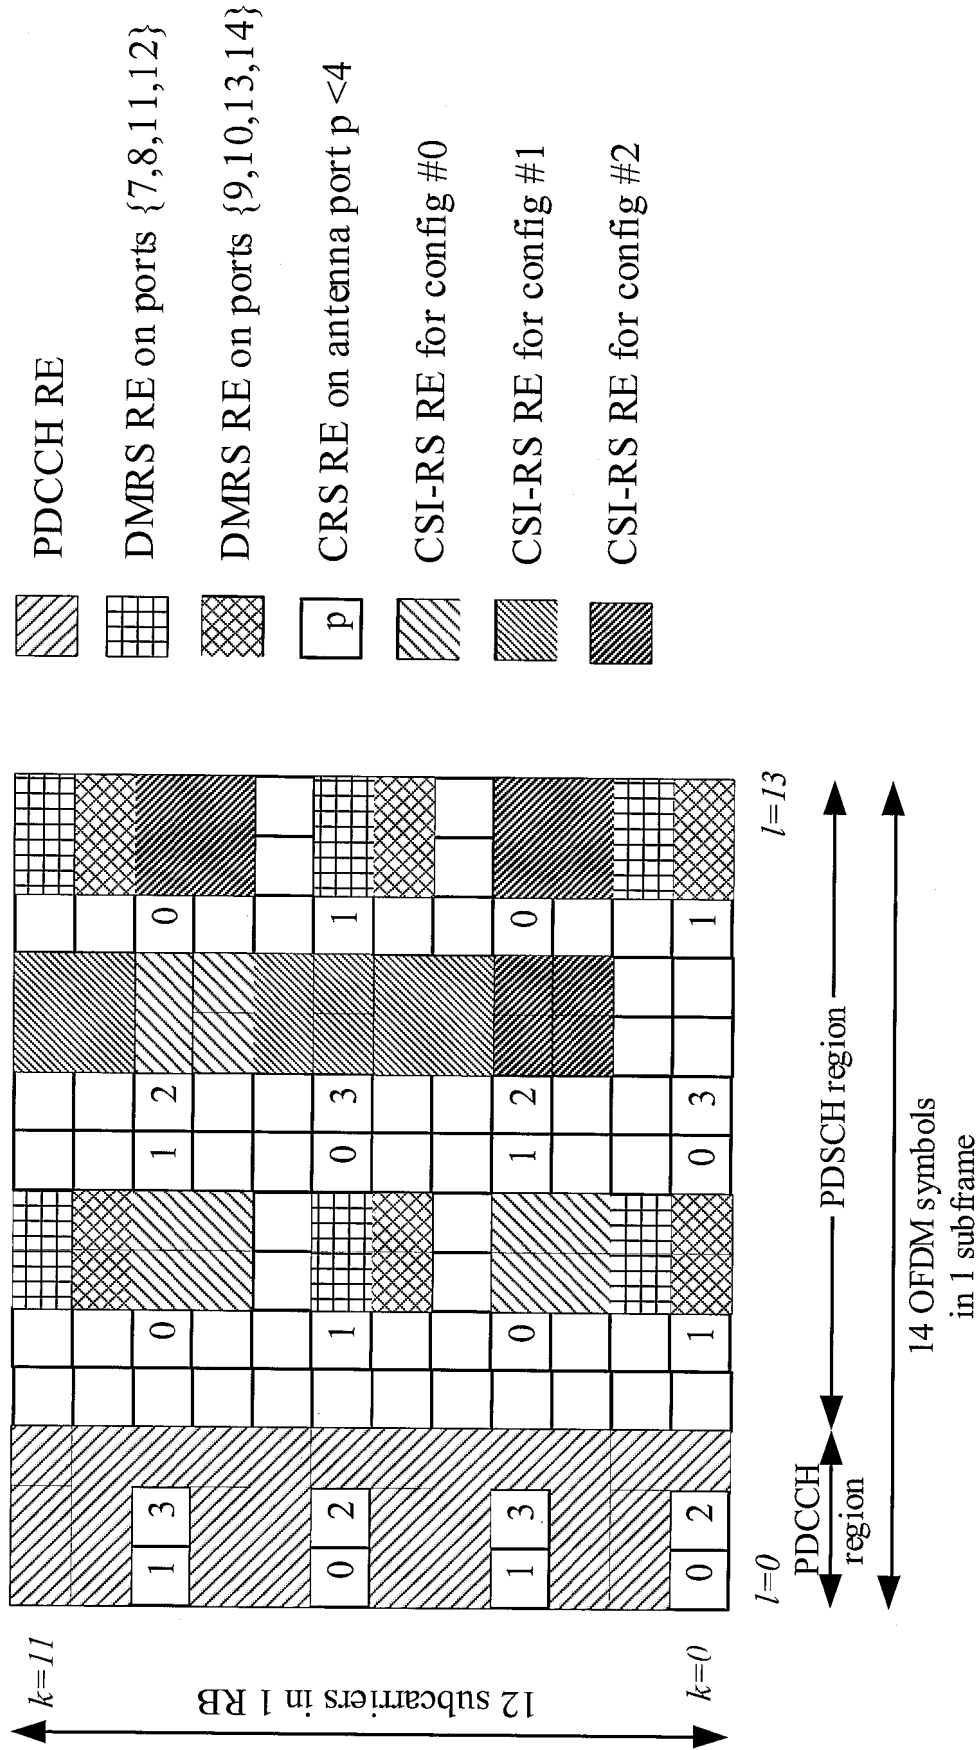 k=11
12 subcarriers in 1 RB
k=0
1 3 0 1 2 0
0 2 1 0 3 1
1 3 0 1 2 0
0 2 1 0 3 1
l=0
l=13
PDCCH
region
PDSCH region
14 OFDM symbols
in 1 subframe
PDCCH RE
DMRS RE on ports {7,8,11,12}
DMRS RE on ports {9,10,13,14}
p
CRS RE on antenna port p <4
CSI-RS RE for config #0
CSI-RS RE for config #1
CSI-RS RE for config #2